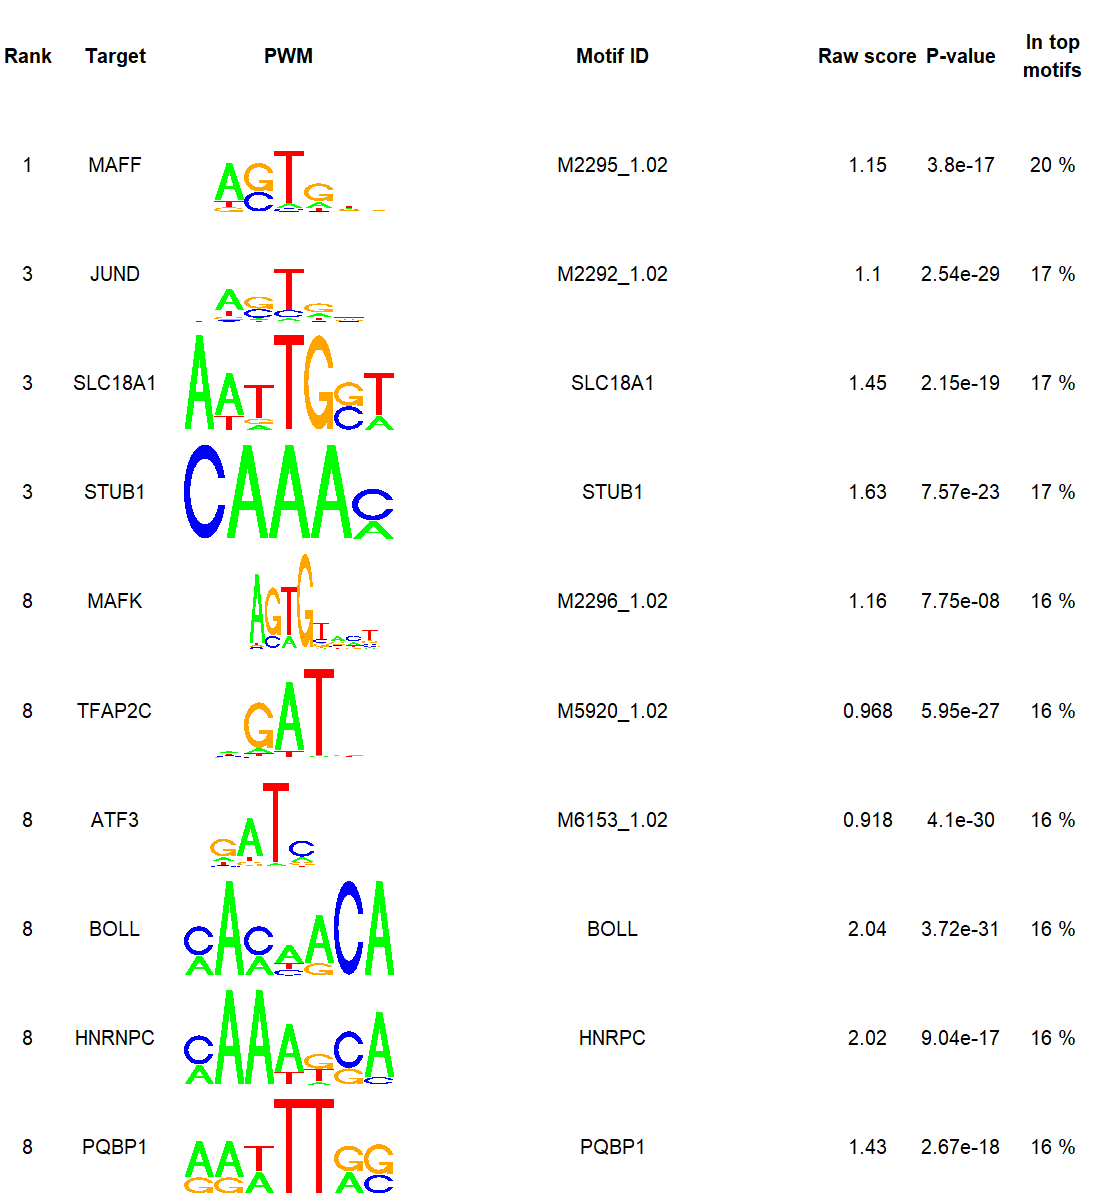 Rank Target PWM Motif ID Raw score P-value In top motifs
1 MAFF M2295_1.02 1.15 3.8e-17 20 %
3 JUND M2292_1.02 1.1 2.54e-29 17 %
3 SLC18A1 SLC18A1 1.45 2.15e-19 17 %
3 STUB1 STUB1 1.63 7.57e-23 17 %
8 MAFK M2296_1.02 1.16 7.75e-08 16 %
8 TFAP2C M5920_1.02 0.968 5.95e-27 16 %
8 ATF3 M6153_1.02 0.918 4.1e-30 16 %
8 BOLL BOLL 2.04 3.72e-31 16 %
8 HNRNPC HNRPC 2.02 9.04e-17 16 %
8 PQBP1 PQBP1 1.43 2.67e-18 16 %